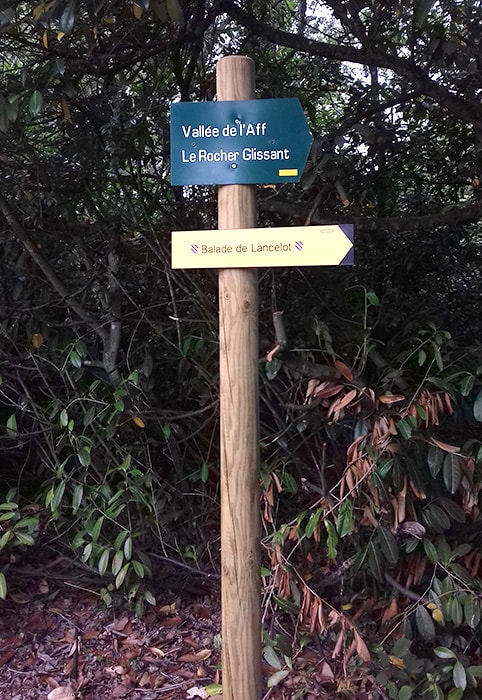 Vallée de l'Aff
Le Rocher Glissant
Balade de Lancelot